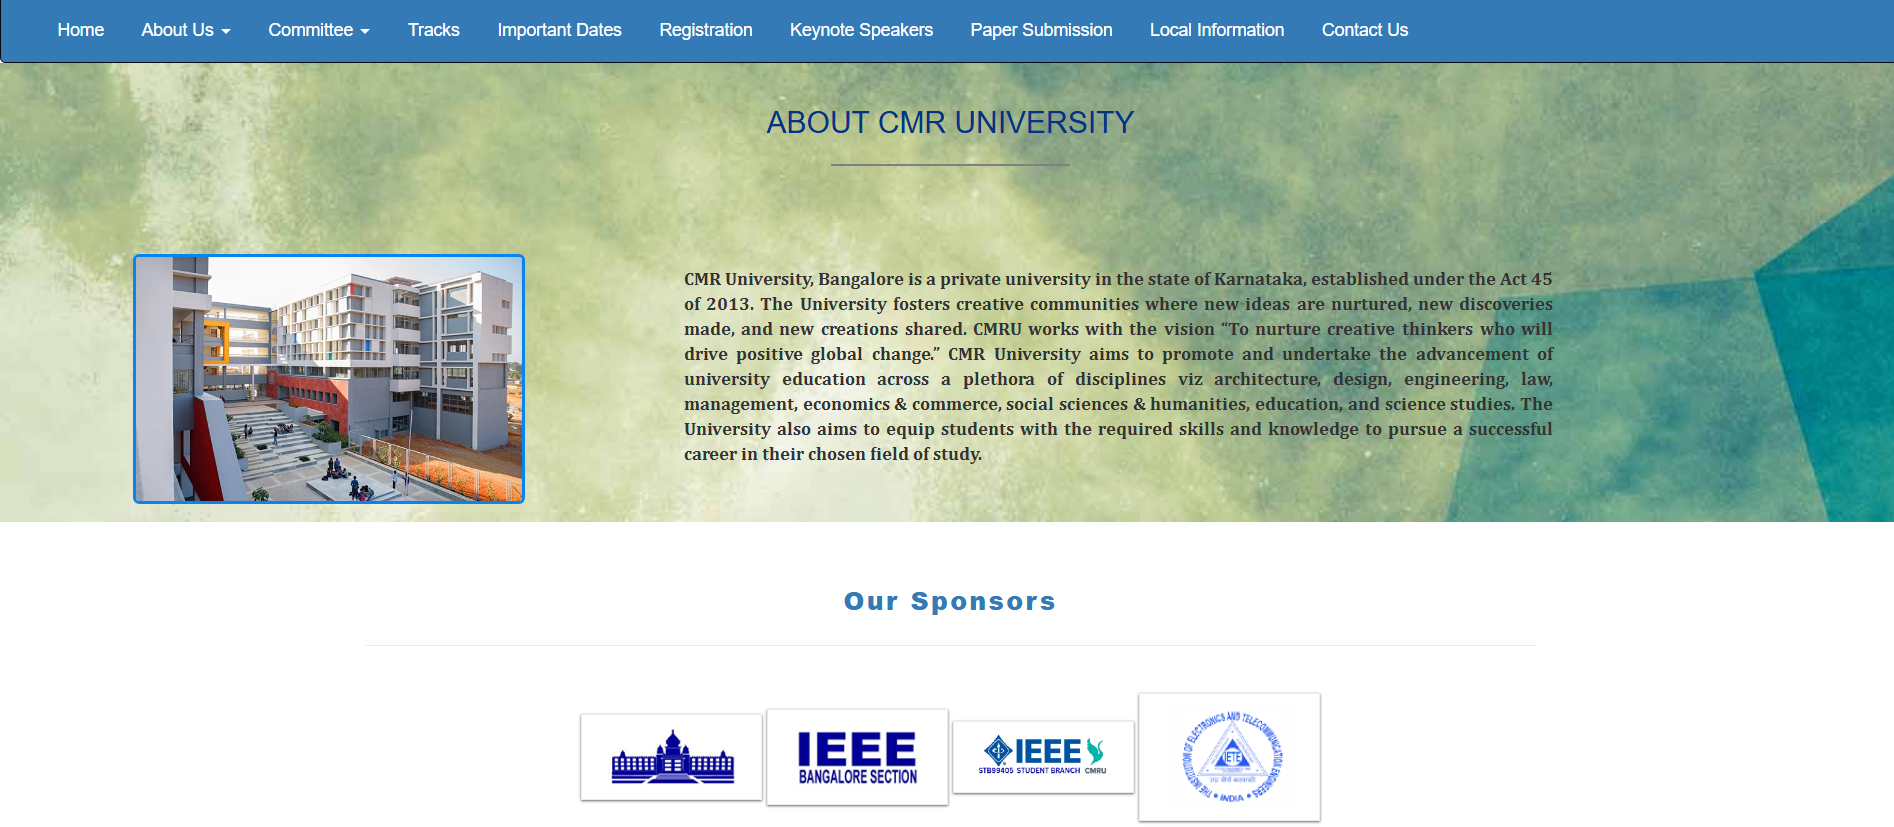 Home
About Us
Committee
Tracks
Important Dates
Registration
Keynote Speakers
Paper Submission
Local Information
Contact Us
ABOUT CMR UNIVERSITY
CMR University, Bangalore is a private university in the state of Karnataka, established under the Act 45
of 2013. The University fosters creative communities where new ideas are nurtured, new discoveries
made, and new creations shared. CMRU works with the vision “To nurture creative thinkers who will
drive positive global change.” CMR University aims to promote and undertake the advancement of
university education across a plethora of disciplines viz architecture, design, engineering, law,
management, economics & commerce, social sciences & humanities, education, and science studies. The
University also aims to equip students with the required skills and knowledge to pursue a successful
career in their chosen field of study.
Our Sponsors
IEEE
BANGALORE SECTION
IEEE
STB99405 STUDENT BRANCH CMRU
THE INSTITUTION OF ELECTRONICS AND TELECOMMUNICATION ENGINEERS
IETE
• INDIA •